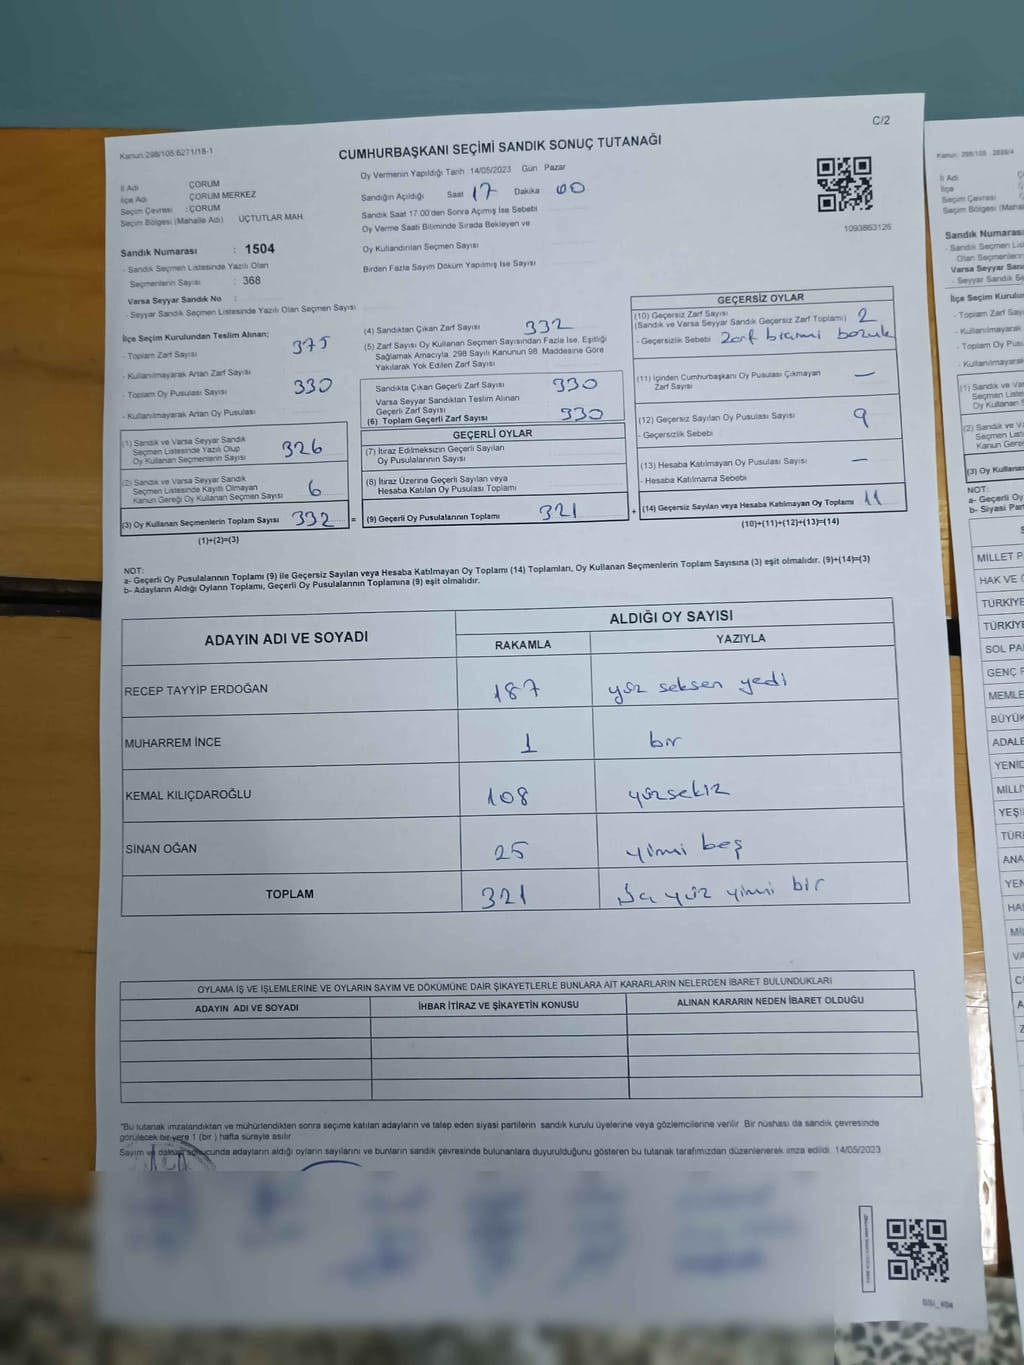 C/2
Kanun:298/105;6271/18-1
CUMHURBAŞKANI SEÇİMİ SANDIK SONUÇ TUTANAĞI
Oy Vermenin Yapıldığı Tarih 14/05/2023 Gün Pazar
İl Adı ÇORUM
İlçe Adı ÇORUM MERKEZ
Seçim Çevresi : ÇORUM
Seçim Bölgesi (Mahalle Adı) ÜÇTUTLAR MAH.
Sandığın Açıldığı Saat 17 Dakika 00
Sandık Saat 17.00'den Sonra Açımış İse Sebebi
Oy Verme Saati Bitiminde Sırada Bekleyen ve
Oy Kullandırılan Seçmen Sayısı
Birden Fazla Sayım Döküm Yapılmış İse Sayısı
1093863126
Sandık Numarası : 1504
- Sandık Seçmen Listesinde Yazılı Olan
Seçmenlerin Sayısı : 368
Varsa Seyyar Sandık No :
- Seyyar Sandık Seçmen Listesinde Yazılı Olan Seçmen Sayısı
İlçe Seçim Kurulundan Teslim Alınan;
- Toplam Zarf Sayısı 375
- Kullanılmayarak Artan Zarf Sayısı
- Toplam Oy Pusulası Sayısı 330
- Kullanılmayarak Artan Oy Pusulası
(1) Sandık ve Varsa Seyyar Sandık
Seçmen Listesinde Yazılı Olup
Oy Kullanan Seçmenlerin Sayısı 326
(2) Sandık ve Varsa Seyyar Sandık
Seçmen Listesinde Kayıtlı Olmayan
Kanun Gereği Oy Kullanan Seçmen Sayısı 6
(3) Oy Kullanan Seçmenlerin Toplam Sayısı 332 =
(1)+(2)=(3)
(4) Sandıktan Çıkan Zarf Sayısı 332
(5) Zarf Sayısı Oy Kullanan Seçmen Sayısından Fazla İse, Eşitliği
Sağlamak Amacıyla, 298 Sayılı Kanunun 98. Maddesine Göre
Yakılarak Yok Edilen Zarf Sayısı
Sandıkta Çıkan Geçerli Zarf Sayısı 330
Varsa Seyyar Sandıktan Teslim Alınan
Geçerli Zarf Sayısı
(6) Toplam Geçerli Zarf Sayısı 330
GEÇERLİ OYLAR
(7) İtiraz Edilmeksizin Geçerli Sayılan
Oy Pusulalarının Sayısı
(8) İtiraz Üzerine Geçerli Sayılan veya
Hesaba Katılan Oy Pusulası Toplamı
(9) Geçerli Oy Pusulalarının Toplamı 321 +
GEÇERSİZ OYLAR
(10) Geçersiz Zarf Sayısı
(Sandık ve Varsa Seyyar Sandık Geçersiz Zarf Toplamı) 2
- Geçersizlik Sebebi Zarf biçimi bozuk
(11) İçinden Cumhurbaşkanı Oy Pusulası Çıkmayan
Zarf Sayısı —
(12) Geçersiz Sayılan Oy Pusulası Sayısı 9
- Geçersizlik Sebebi
(13) Hesaba Katılmayan Oy Pusulası Sayısı —
- Hesaba Katılmama Sebebi
(14) Geçersiz Sayılan veya Hesaba Katılmayan Oy Toplamı 11
(10)+(11)+(12)+(13)=(14)
NOT:
a- Geçerli Oy Pusulalarının Toplamı (9) ile Geçersiz Sayılan veya Hesaba Katılmayan Oy Toplamı (14) Toplamları, Oy Kullanan Seçmenlerin Toplam Sayısına (3) eşit olmalıdır. (9)+(14)=(3)
b- Adayların Aldığı Oyların Toplamı, Geçerli Oy Pusulalarının Toplamına (9) eşit olmalıdır.
ADAYIN ADI VE SOYADI ALDIĞI OY SAYISI
RAKAMLA YAZIYLA
RECEP TAYYİP ERDOĞAN 187 yüz seksen yedi
MUHARREM İNCE 1 bir
KEMAL KILIÇDAROĞLU 108 yüzsekiz
SİNAN OĞAN 25 yirmi beş
TOPLAM 321 yüz yirmi bir
OYLAMA İŞ VE İŞLEMLERİNE VE OYLARIN SAYIM VE DÖKÜMÜNE DAİR ŞİKAYETLERLE BUNLARA AİT KARARLARIN NELERDEN İBARET BULUNDUKLARI
ADAYIN ADI VE SOYADI İHBAR İTİRAZ VE ŞİKAYETİN KONUSU ALINAN KARARIN NEDEN İBARET OLDUĞU
"Bu tutanak imzalandıktan ve mühürlendikten sonra seçime katılan adayların ve talep eden siyasi partilerin sandık kurulu üyelerine veya gözlemcilerine verilir. Bir nüshası da sandık çevresinde
görülecek bir yere 1 (bir ) hafta süreyle asılır.
Sayım ve döküm sonucunda adayların aldığı oyların sayılarını ve bunların sandık çevresinde bulunanlara duyurulduğunu gösteren bu tutanak tarafımızdan düzenlenerek imza edildi. 14/05/2023
Sandık Numarası
İlçe Seçim
- Toplam Zarf
- Kullanılmayarak
- Toplam Oy
- Kullanılmayarak
NOT:
a- Geçerli
b- Siyasi
MİLLET
HAK VE
TÜRKİYE
TÜRKİYE
SOL
GENÇ